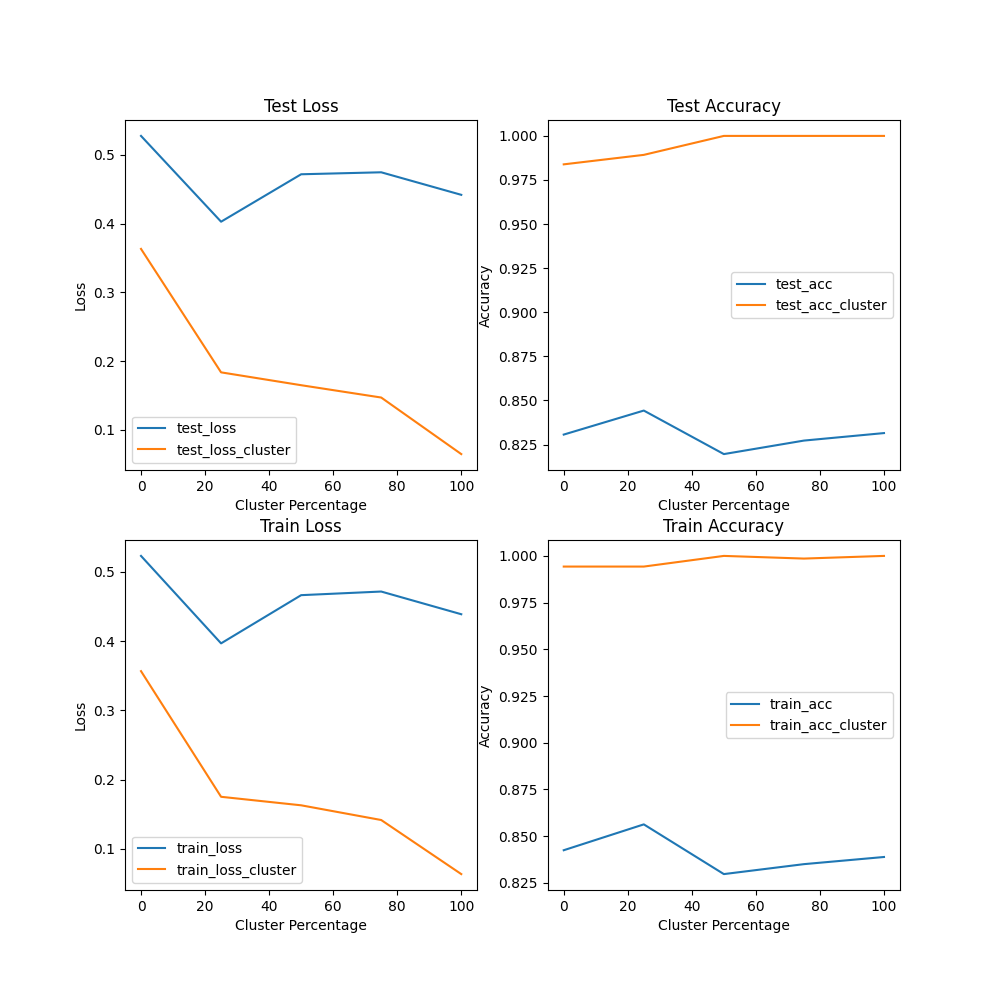 Test Loss
Test Accuracy
0.5
0.4
0.3
0.2
0.1
Loss
test_loss
test_loss_cluster
0 20 40 60 80 100
Cluster Percentage
1.000
0.975
0.950
0.925
0.900
0.875
0.850
0.825
Accuracy
test_acc
test_acc_cluster
0 20 40 60 80 100
Cluster Percentage
Train Loss
Train Accuracy
0.5
0.4
0.3
0.2
0.1
Loss
train_loss
train_loss_cluster
0 20 40 60 80 100
Cluster Percentage
1.000
0.975
0.950
0.925
0.900
0.875
0.850
0.825
Accuracy
train_acc
train_acc_cluster
0 20 40 60 80 100
Cluster Percentage